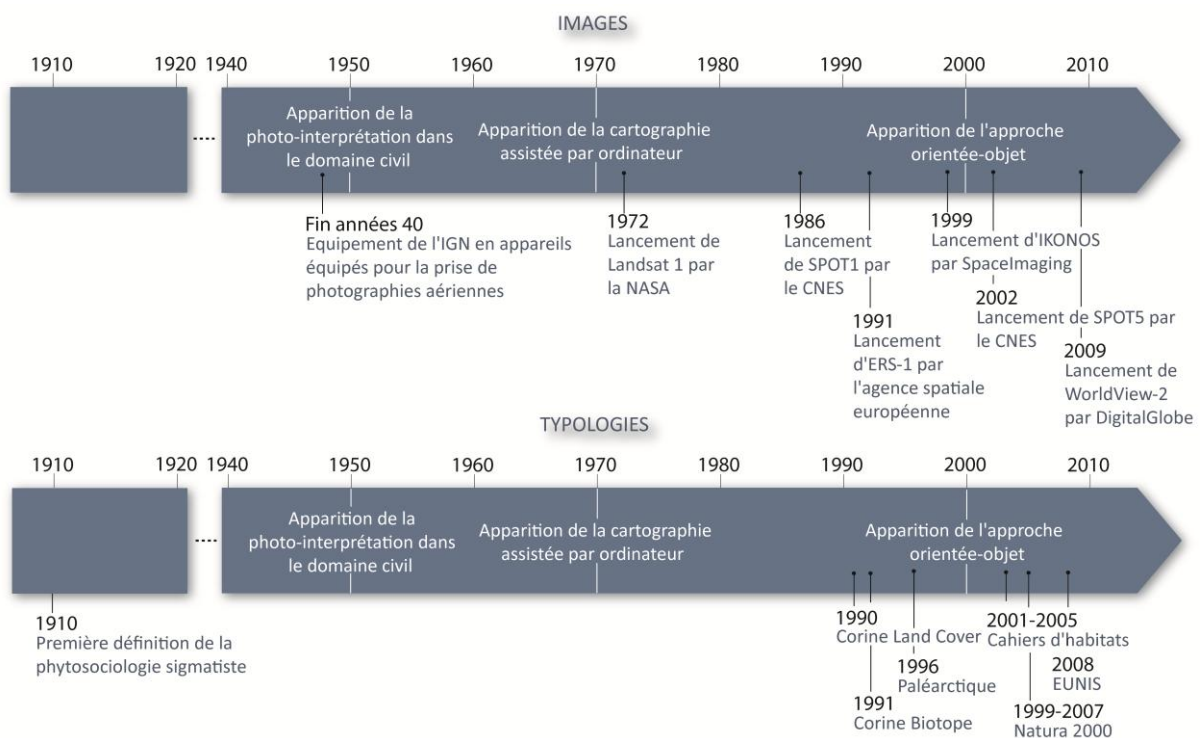 IMAGES
1910 1920 1940 1950 1960 1970 1980 1990 2000 2010
Apparition de la
photo-interprétation dans
le domaine civil
Apparition de la cartographie
assistée par ordinateur
Apparition de l'approche
orientée-objet
Fin années 40
Equipement de l'IGN en appareils
équipés pour la prise de
photographies aériennes
1972
Lancement de
Landsat 1 par
la NASA
1986
Lancement
de SPOT1 par
le CNES
1991
Lancement
d'ERS-1 par
l'agence spatiale
européenne
1999
Lancement d'IKONOS
par SpaceImaging
2002
Lancement de SPOT5 par
le CNES
2009
Lancement de
WorldView-2
par DigitalGlobe
TYPOLOGIES
1910 1920 1940 1950 1960 1970 1980 1990 2000 2010
Apparition de la
photo-interprétation dans
le domaine civil
Apparition de la cartographie
assistée par ordinateur
Apparition de l'approche
orientée-objet
1910
Première définition de la
phytosociologie sigmatiste
1990
Corine Land Cover
1991
Corine Biotope
1996
Paléarctique
2001-2005
Cahiers d'habitats
1999-2007
Natura 2000
2008
EUNIS